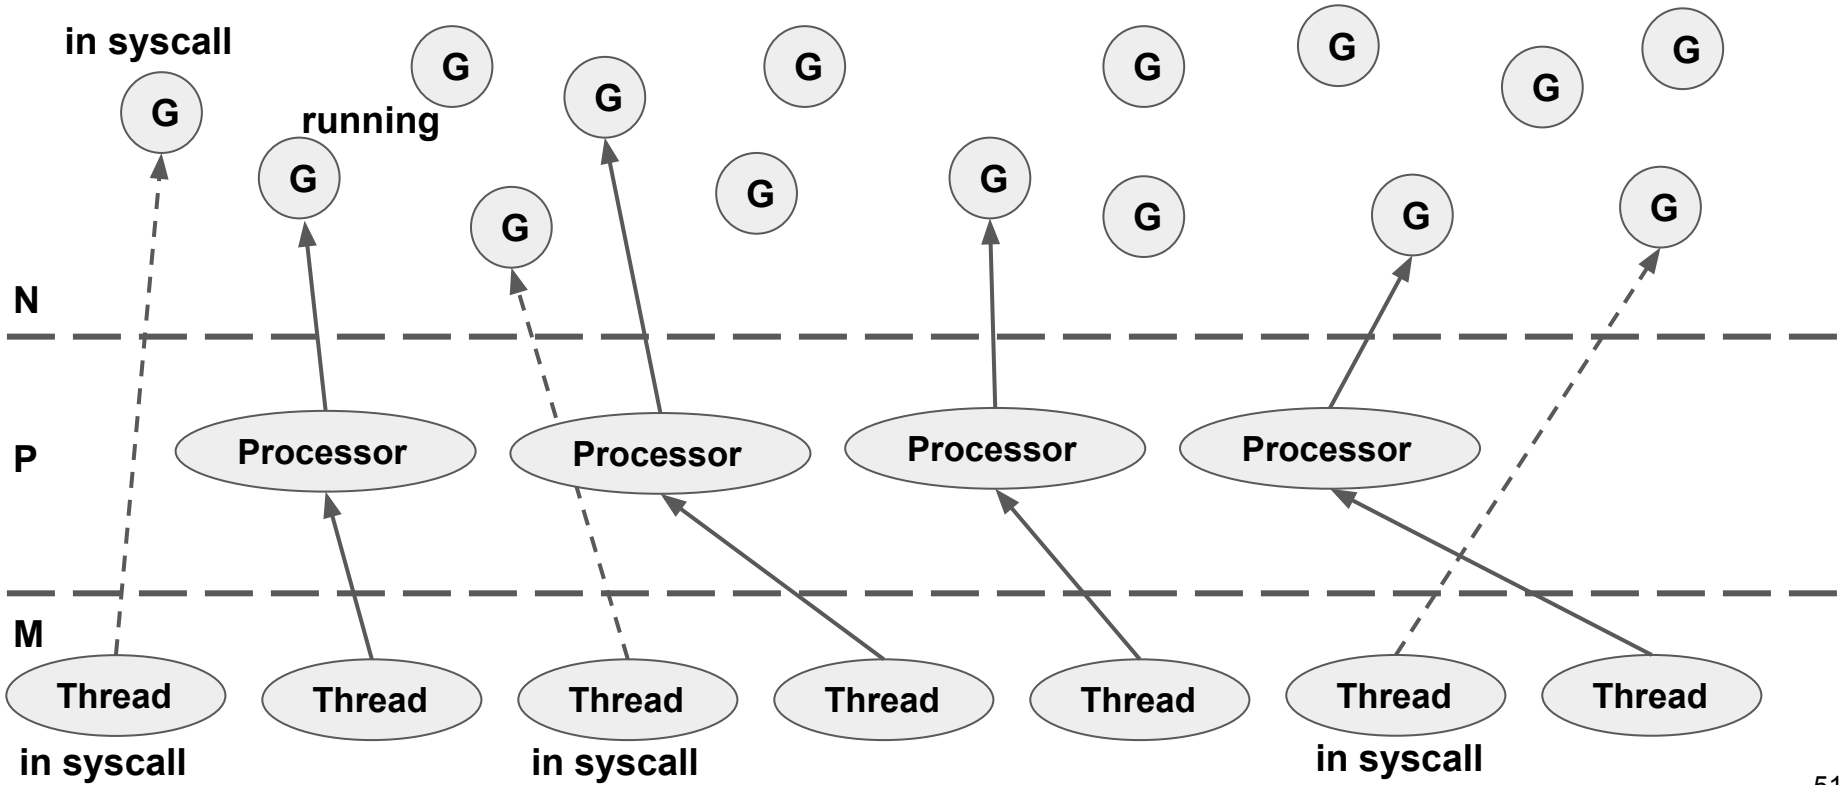 in syscall
G
G
G
G
G
G
G
G
running
G
G
G
G
G
G
G
G
N
Processor
Processor
Processor
Processor
P
M
Thread
Thread
Thread
Thread
Thread
Thread
Thread
in syscall
in syscall
in syscall
51